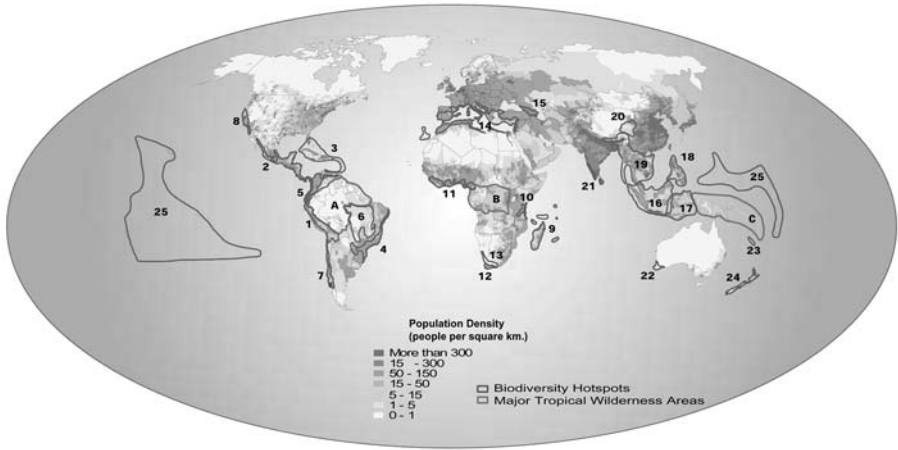 15
20
8
14
3
2
19
18
25
5
11
21
10
A
B
16
17
25
6
C
1
9
23
4
13
22
24
7
12
Population Density
(people per square km.)
More than 300
15 - 300
50 - 150
15 - 50
5 - 15
1 - 5
0 - 1
Biodiversity Hotspots
Major Tropical Wilderness Areas